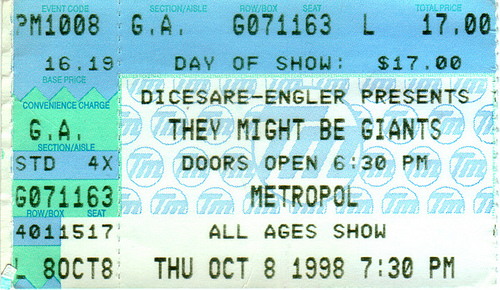 EVENT CODE SECTION/AISLE ROW/BOX SEAT TOTAL PRICE
PM1008 G.A. G071163 L 17.00
16.19 DAY OF SHOW: $17.00
BASE PRICE
DICESARE-ENGLER PRESENTS
CONVENIENCE CHARGE
G.A. THEY MIGHT BE GIANTS
SECTION/AISLE
STD 4X DOORS OPEN 6:30 PM
G071163 METROPOL
ROW/BOX SEAT
4011517 ALL AGES SHOW
L 8OCT8 THU OCT 8 1998 7:30 PM